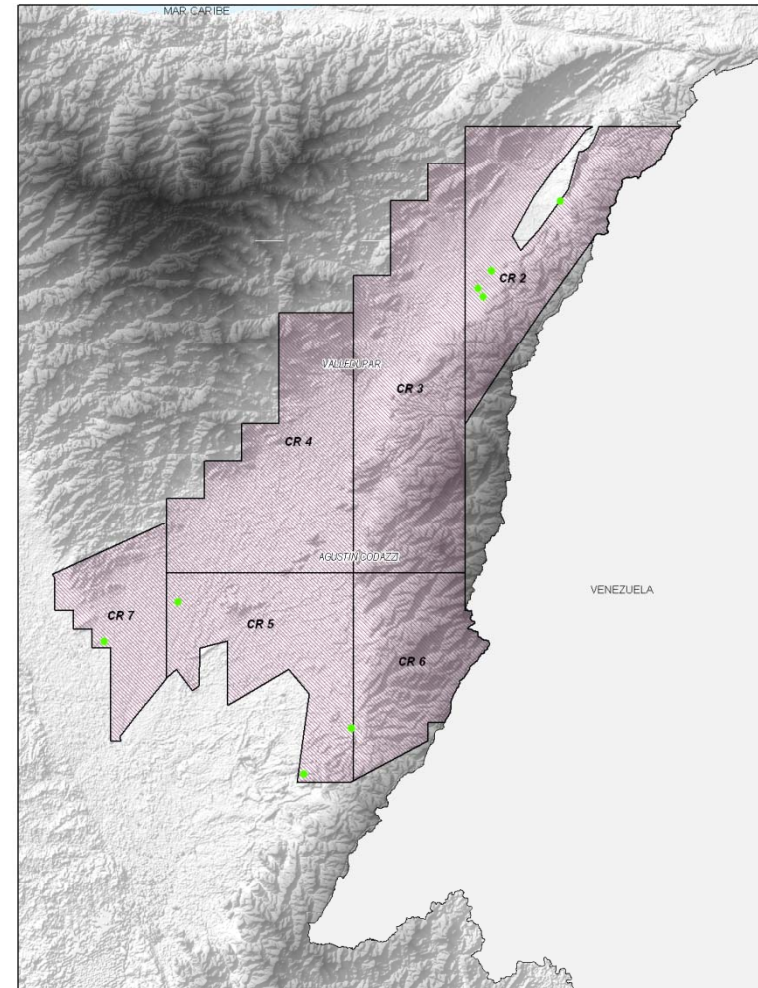 MAR CARIBE
CR 2
VALLEDUPAR
CR 3
CR 4
AGUSTIN CODAZZI
VENEZUELA
CR 7
CR 5
CR 6